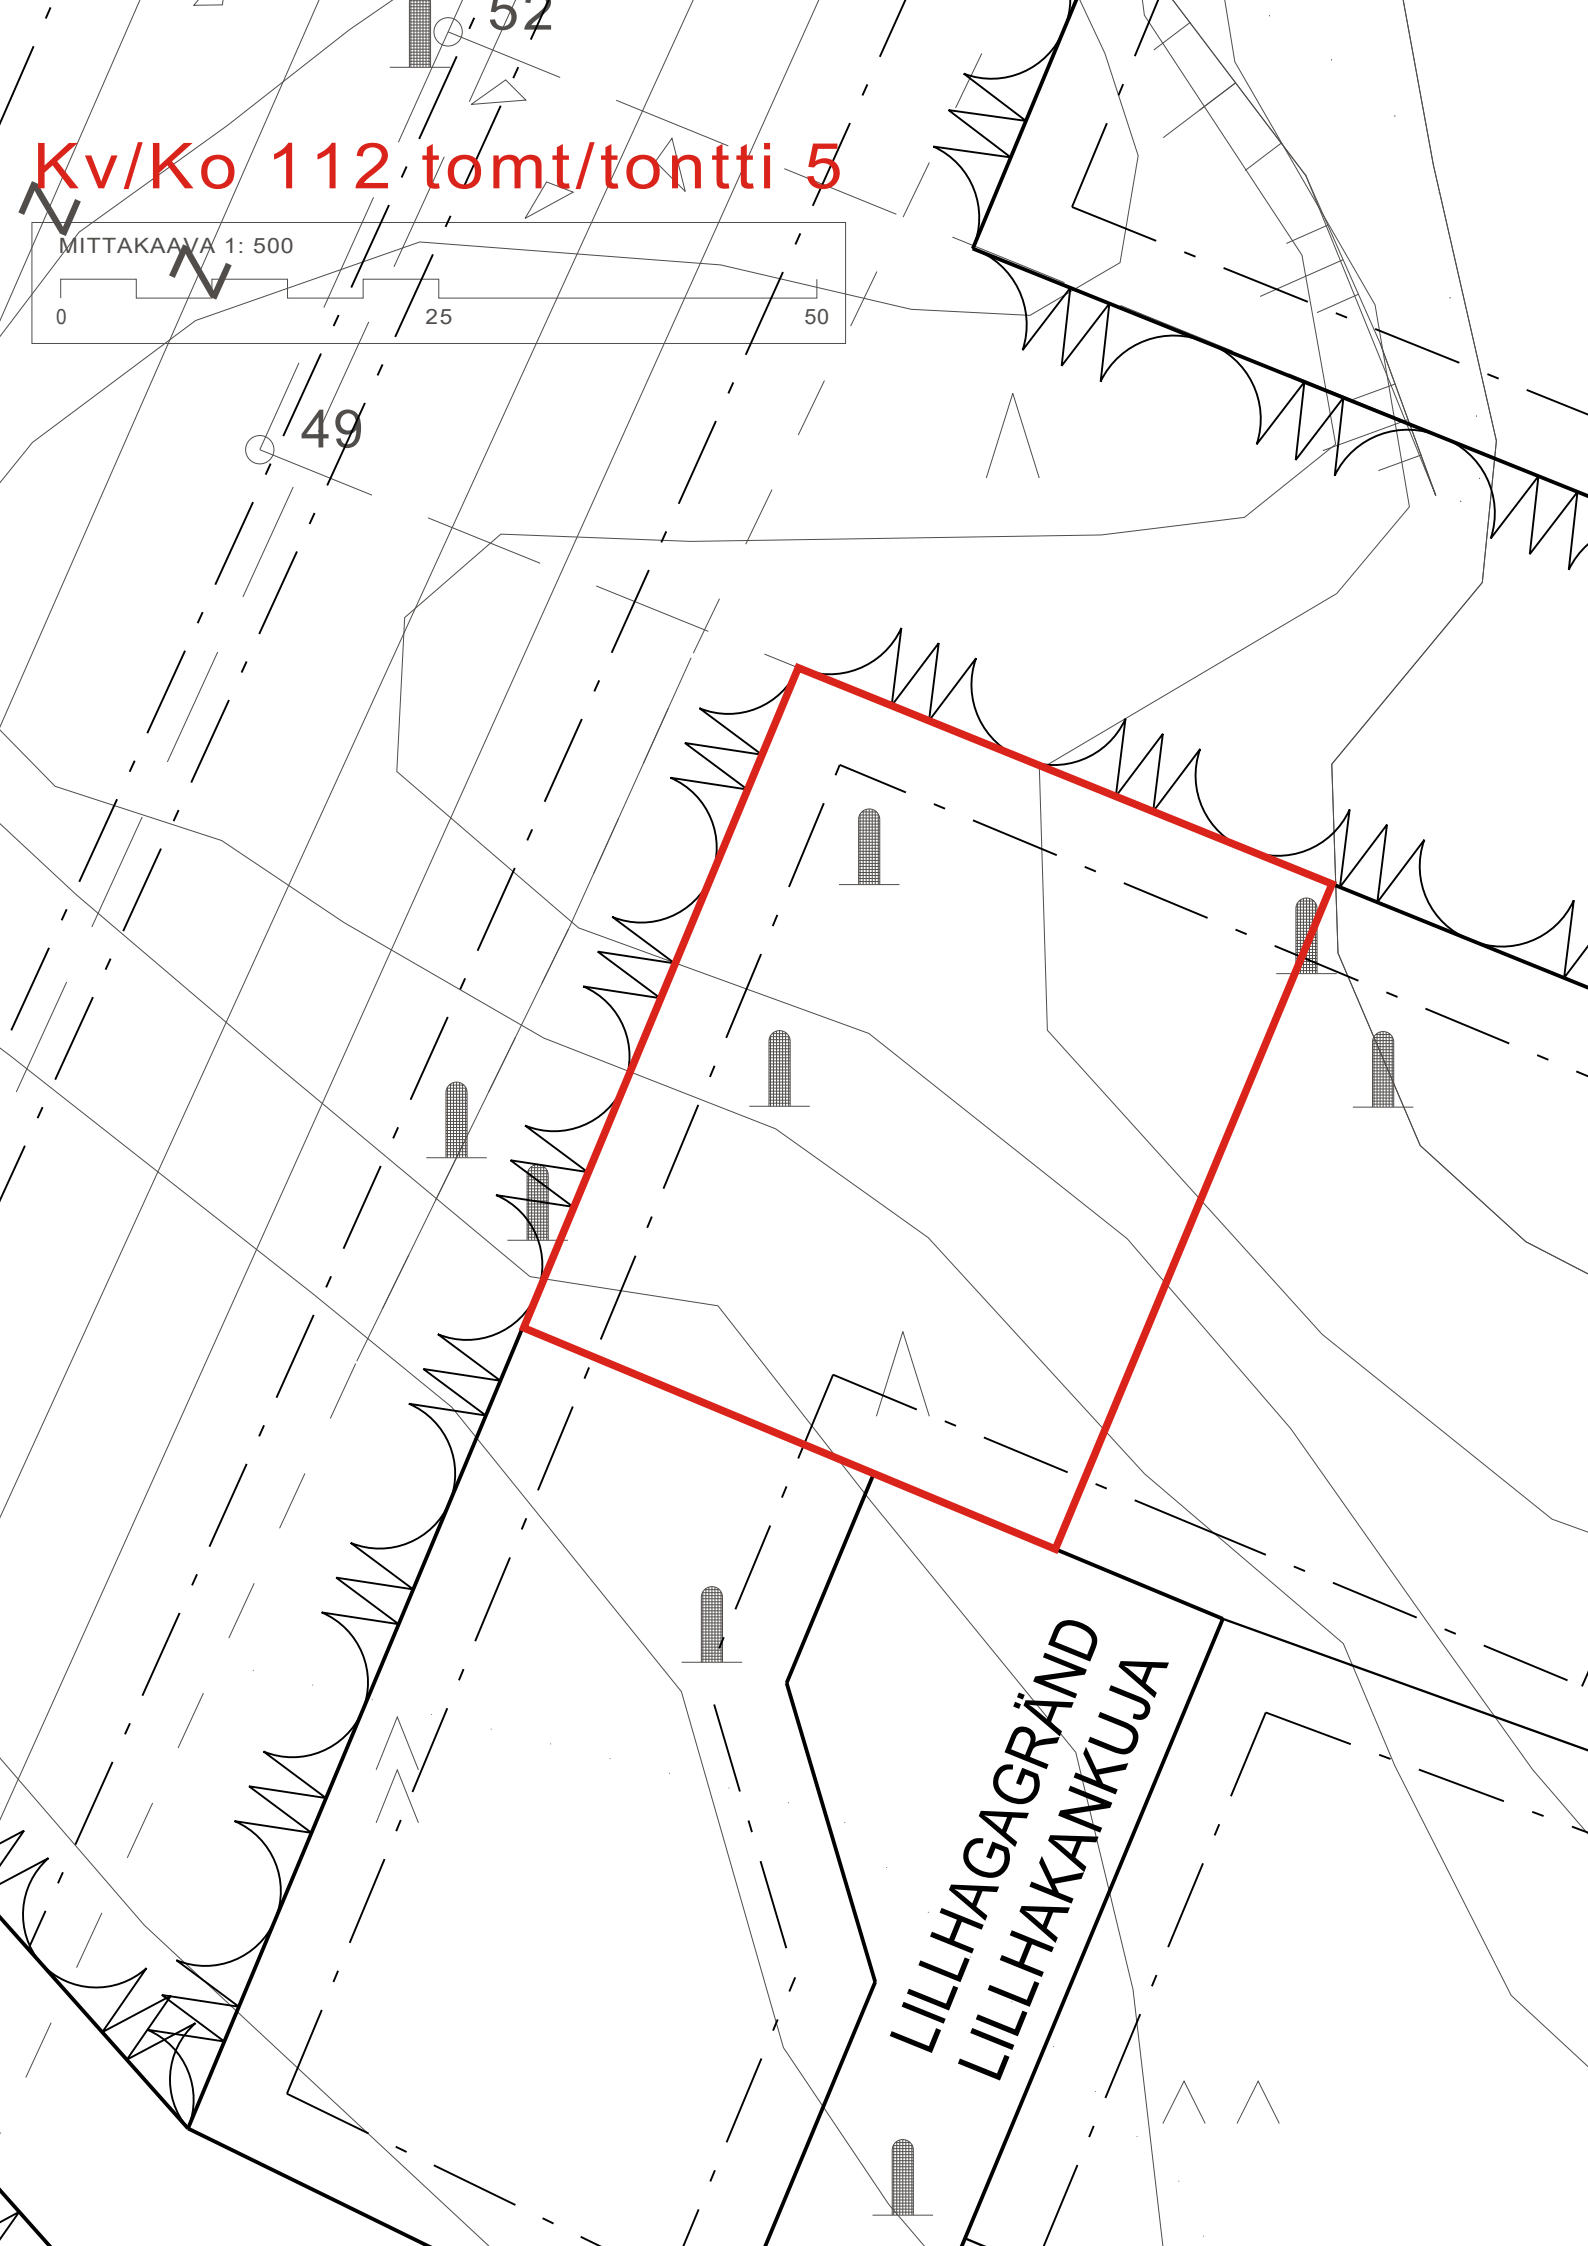 52
Kv/Ko 112 tomt/tontti 5
Z
MITTAKAAVA 1: 500
Z
0 25 50
49
LILLHAGAGRÄND
LILLHAKANKUJA